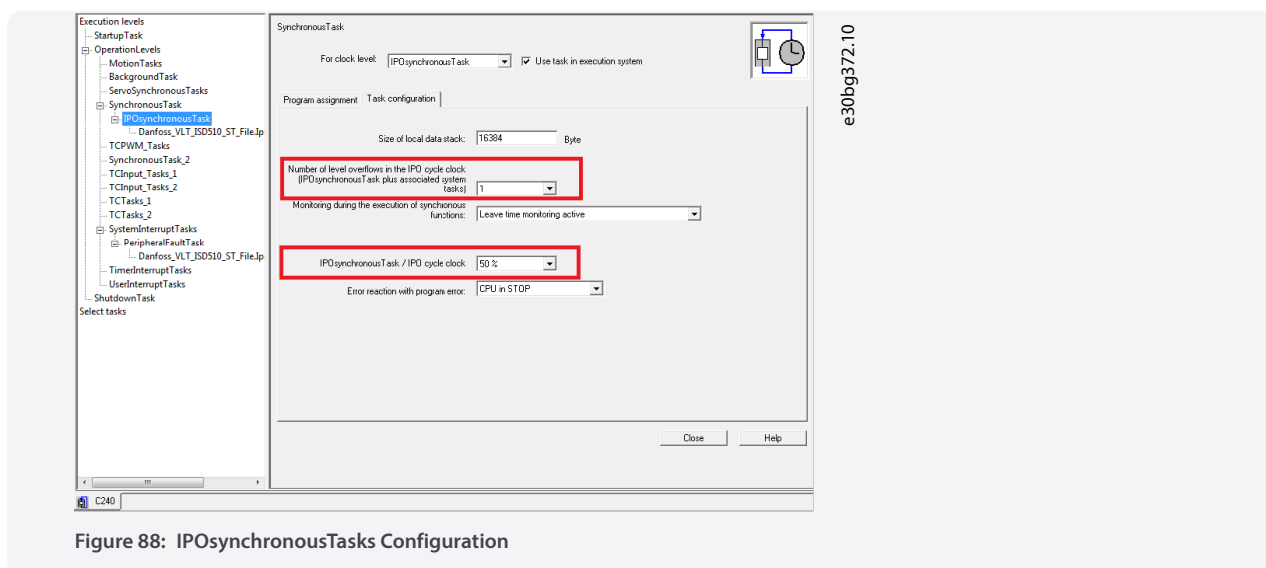 Execution levels
StartupTask
OperationLevels
MotionTasks
BackgroundTask
ServoSynchronousTasks
SynchronousTask
IPOsynchronousTask
Danfoss_VLT_ISD510_ST_File.Ip
TCPWM_Tasks
SynchronousTask_2
TCInput_Tasks_1
TCInput_Tasks_2
TCTasks_1
TCTasks_2
SystemInterruptTasks
PeripheralFaultTask
Danfoss_VLT_ISD510_ST_File.Ip
TimerInterruptTasks
UserInterruptTasks
ShutdownTask
Select tasks
SynchronousTask
For clock level: IPOsynchronousTask Use task in execution system
Program assignment Task configuration
Size of local data stack: 16384 Byte
Number of level overflows in the IPO cycle clock
(IPOsynchronousTask plus associated system
tasks) 1
Monitoring during the execution of synchronous
functions: Leave time monitoring active
IPOsynchronousTask / IPO cycle clock 50 %
Error reaction with program error: CPU in STOP
Close Help
C240
e30bg372.10
Figure 88: IPOsynchronousTasks Configuration